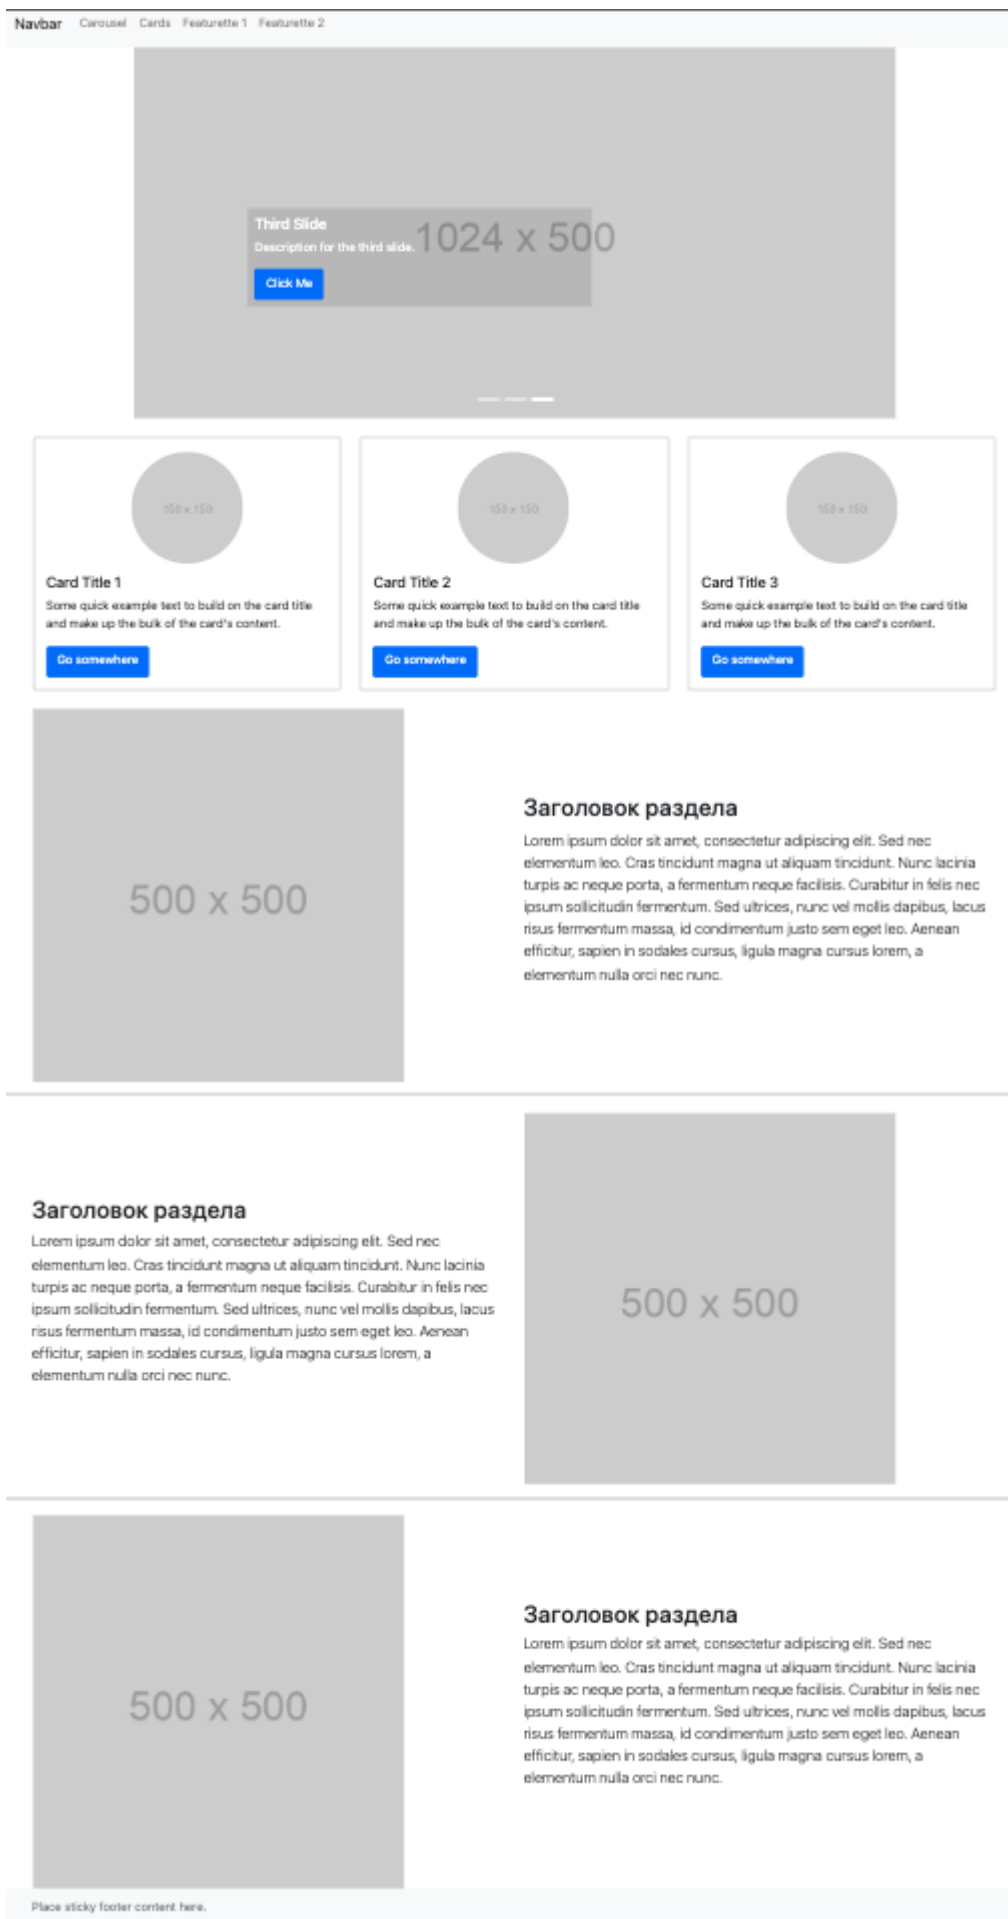 Navbar Carousel Cards Featurette 1 Featurette 2
Third Slide
Description for the third slide.
1024 x 500
Click Me
150 x 150
150 x 150
150 x 150
Card Title 1
Some quick example text to build on the card title
and make up the bulk of the card's content.
Go somewhere
Card Title 2
Some quick example text to build on the card title
and make up the bulk of the card's content.
Go somewhere
Card Title 3
Some quick example text to build on the card title
and make up the bulk of the card's content.
Go somewhere
500 x 500
Заголовок раздела
Lorem ipsum dolor sit amet, consectetur adipiscing elit. Sed nec
elementum leo. Cras tincidunt magna ut aliquam tincidunt. Nunc lacinia
turpis ac neque porta, a fermentum neque facilisis. Curabitur in felis nec
ipsum sollicitudin fermentum. Sed ultrices, nunc vel mollis dapibus, lacus
risus fermentum massa, id condimentum justo sem eget leo. Aenean
efficitur, sapien in sodales cursus, ligula magna cursus lorem, a
elementum nulla orci nec nunc.
Заголовок раздела
Lorem ipsum dolor sit amet, consectetur adipiscing elit. Sed nec
elementum leo. Cras tincidunt magna ut aliquam tincidunt. Nunc lacinia
turpis ac neque porta, a fermentum neque facilisis. Curabitur in felis nec
ipsum sollicitudin fermentum. Sed ultrices, nunc vel mollis dapibus, lacus
risus fermentum massa, id condimentum justo sem eget leo. Aenean
efficitur, sapien in sodales cursus, ligula magna cursus lorem, a
elementum nulla orci nec nunc.
500 x 500
500 x 500
Заголовок раздела
Lorem ipsum dolor sit amet, consectetur adipiscing elit. Sed nec
elementum leo. Cras tincidunt magna ut aliquam tincidunt. Nunc lacinia
turpis ac neque porta, a fermentum neque facilisis. Curabitur in felis nec
ipsum sollicitudin fermentum. Sed ultrices, nunc vel mollis dapibus, lacus
risus fermentum massa, id condimentum justo sem eget leo. Aenean
efficitur, sapien in sodales cursus, ligula magna cursus lorem, a
elementum nulla orci nec nunc.
Place sticky footer content here.